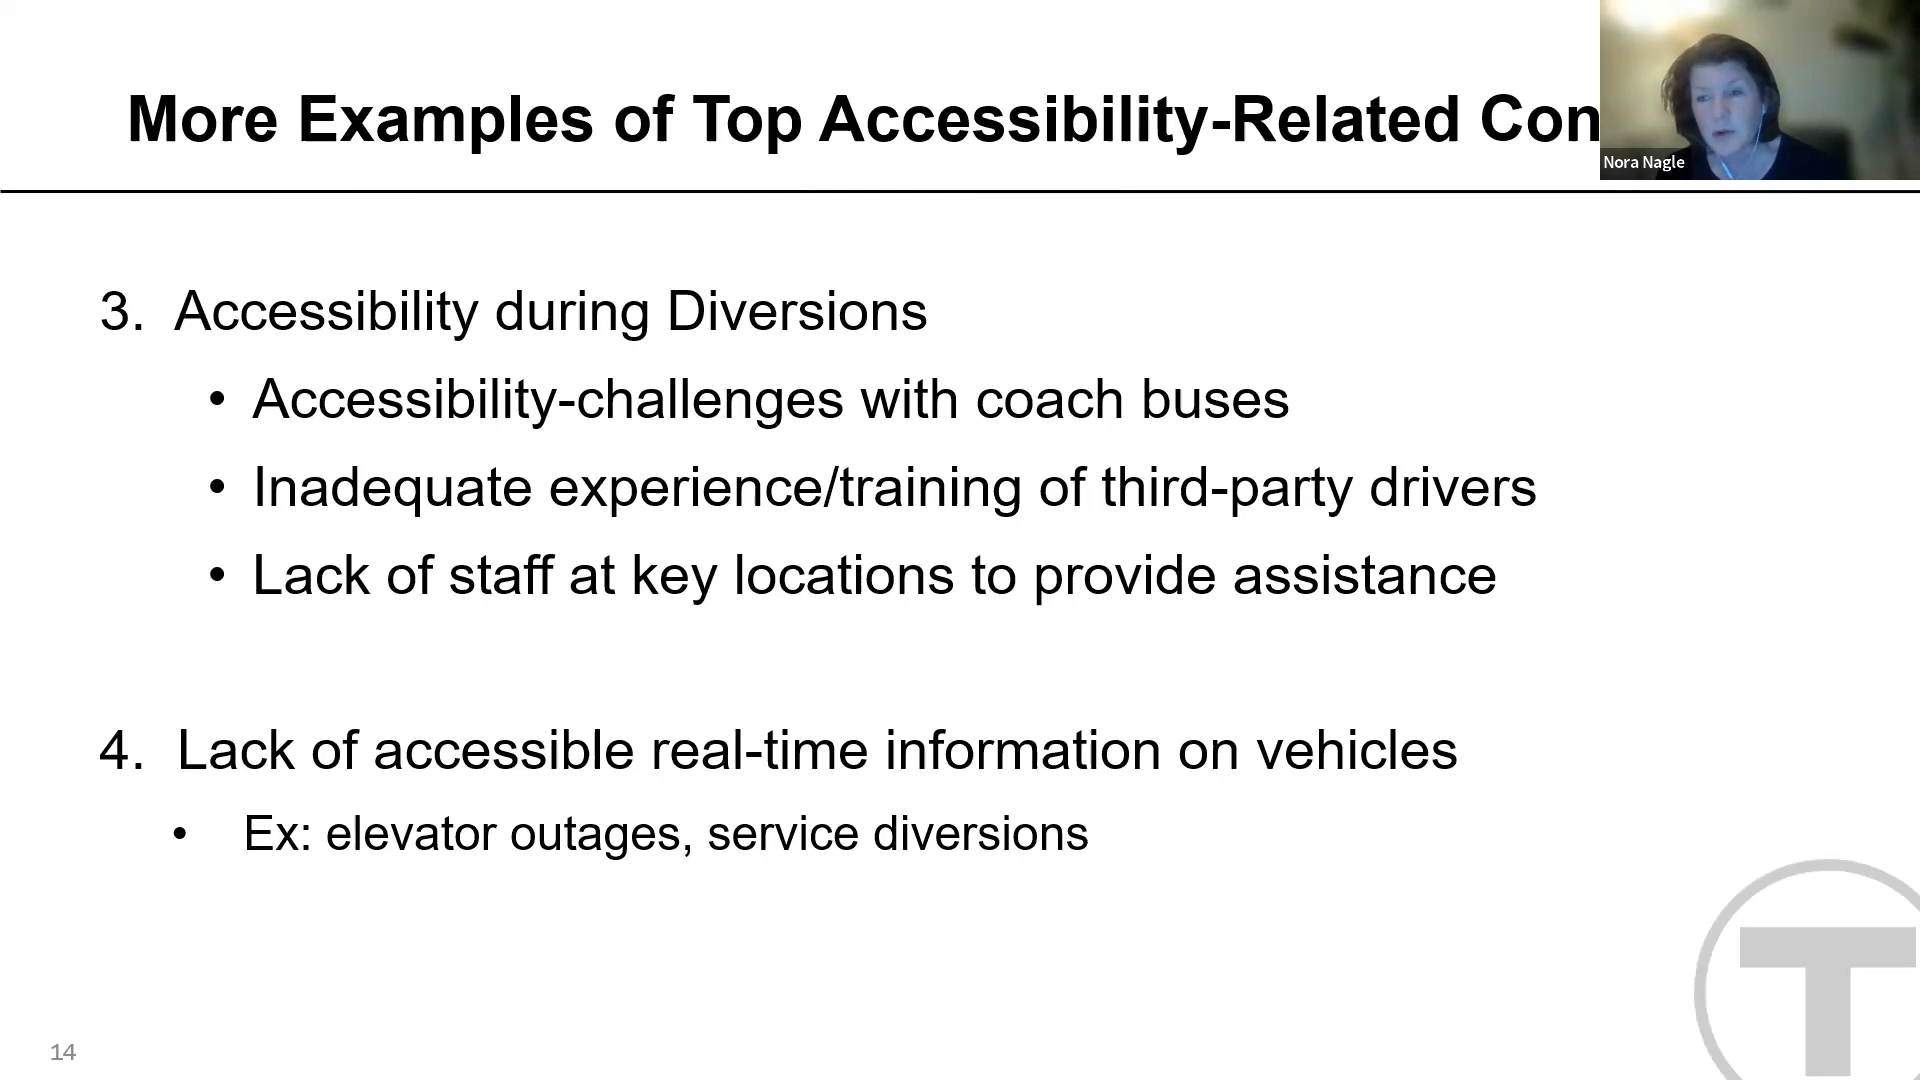 More Examples of Top Accessibility-Related Con
Nora Nagle
3. Accessibility during Diversions
• Accessibility-challenges with coach buses
• Inadequate experience/training of third-party drivers
• Lack of staff at key locations to provide assistance
4. Lack of accessible real-time information on vehicles
• Ex: elevator outages, service diversions
T
14